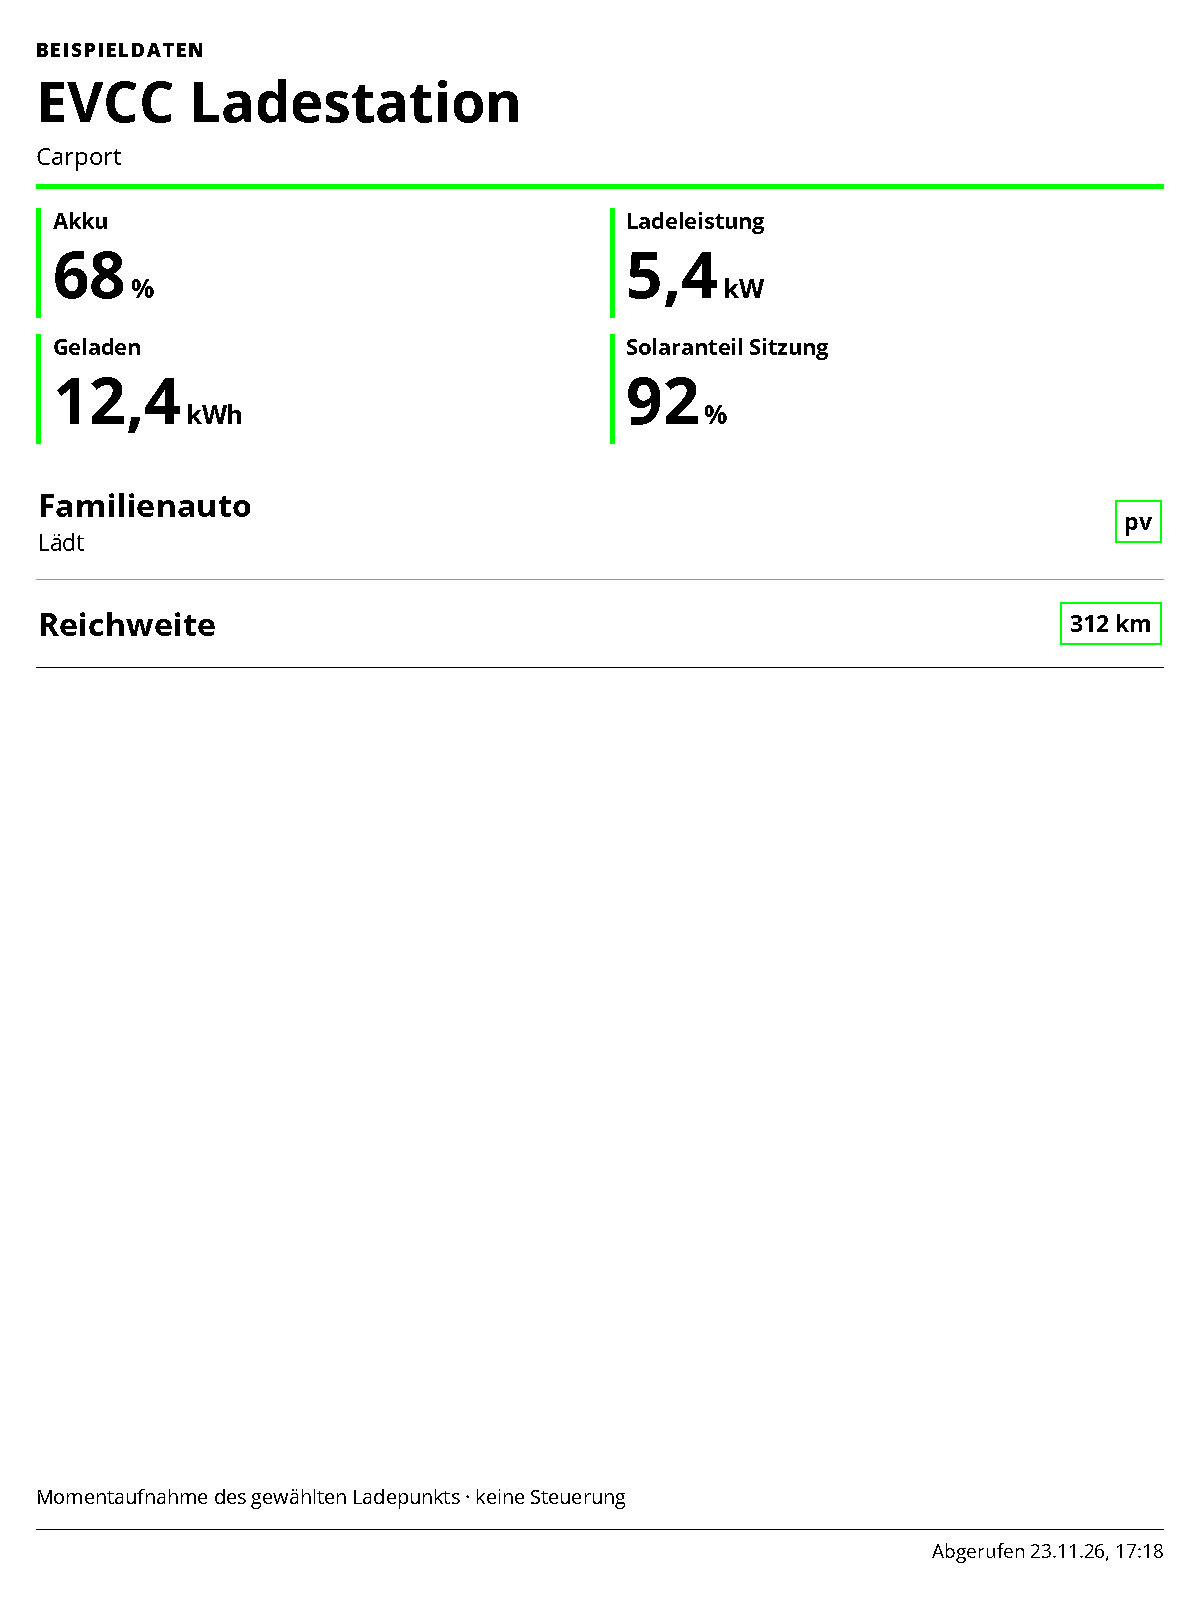 BEISPIELDATEN
EVCC Ladestation
Carport
Akku
68 %
Ladeleistung
5,4 kW
Geladen
12,4 kWh
Solaranteil Sitzung
92 %
Familienauto
Lädt
pv
Reichweite
312 km
Momentaufnahme des gewählten Ladepunkts · keine Steuerung
Abgerufen 23.11.26, 17:18